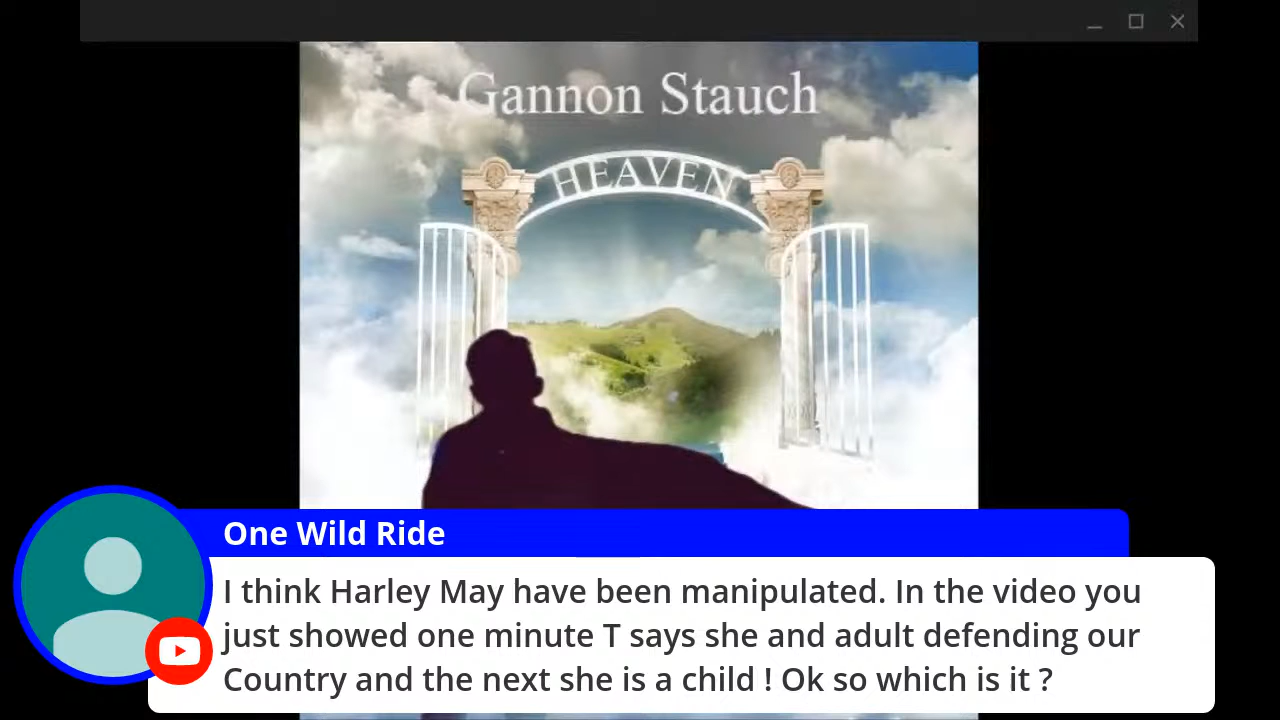 Gannon Stauch
HEAVEN
One Wild Ride
I think Harley May have been manipulated. In the video you
just showed one minute T says she and adult defending our
Country and the next she is a child ! Ok so which is it ?